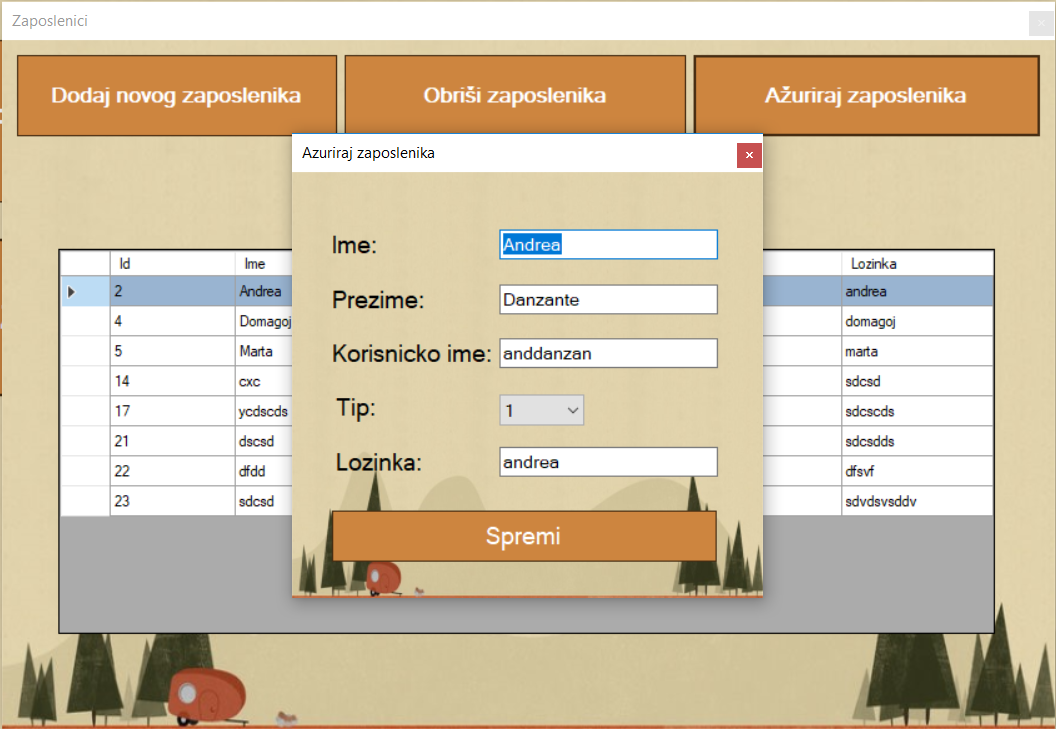 Zaposlenici
Dodaj novog zaposlenika
Obriši zaposlenika
Ažuriraj zaposlenika
Azuriraj zaposlenika
Ime: Andrea
Prezime: Danzante
Korisnicko ime: anddanzan
Tip: 1
Lozinka: andrea
Spremi
Id Ime Lozinka
2 Andrea andrea
4 Domagoj domagoj
5 Marta marta
14 cxc sdcsd
17 ycdscds sdcscds
21 dscsd sdcsdds
22 dfdd dfsvf
23 sdcsd sdvdsvsddv